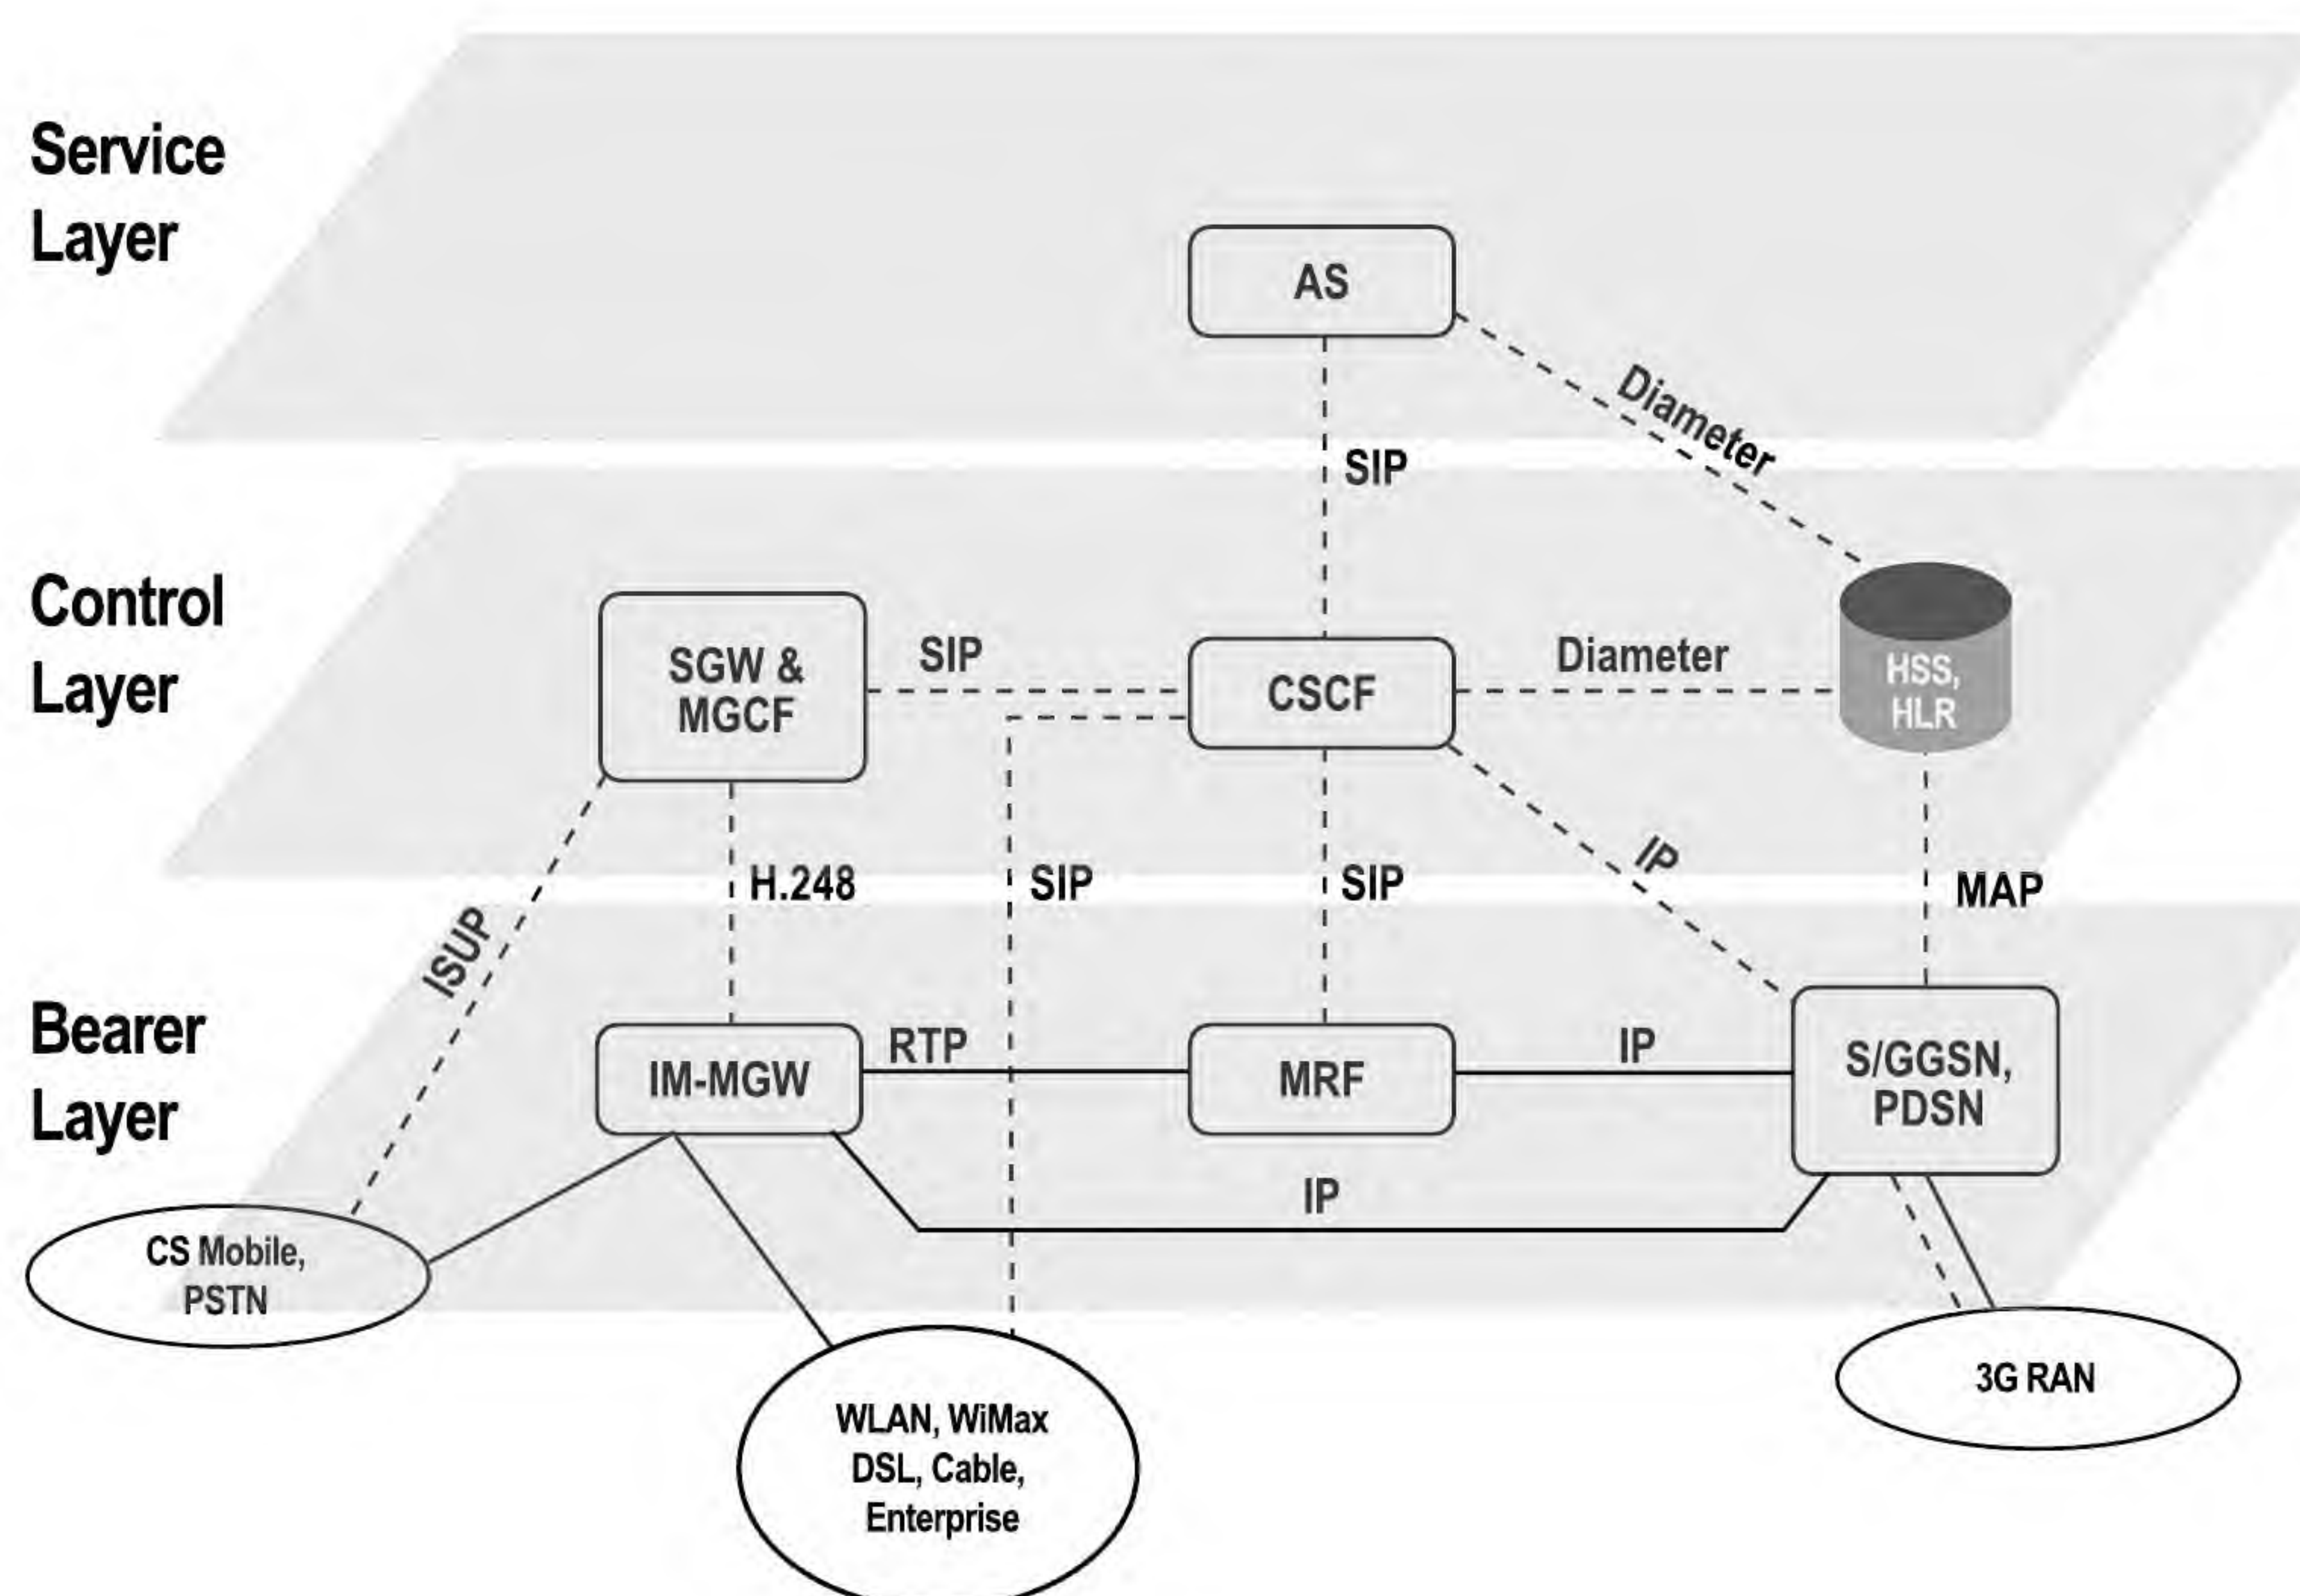 Service
Layer
AS
Diameter
SIP
Control
Layer
SGW &
MGCF
SIP
CSCF
Diameter
HSS,
HLR
ISUP
H.248
SIP
SIP
IP
MAP
Bearer
Layer
IM-MGW
RTP
MRF
IP
S/GGSN,
PDSN
IP
CS Mobile,
PSTN
WLAN, WiMax
DSL, Cable,
Enterprise
3G RAN